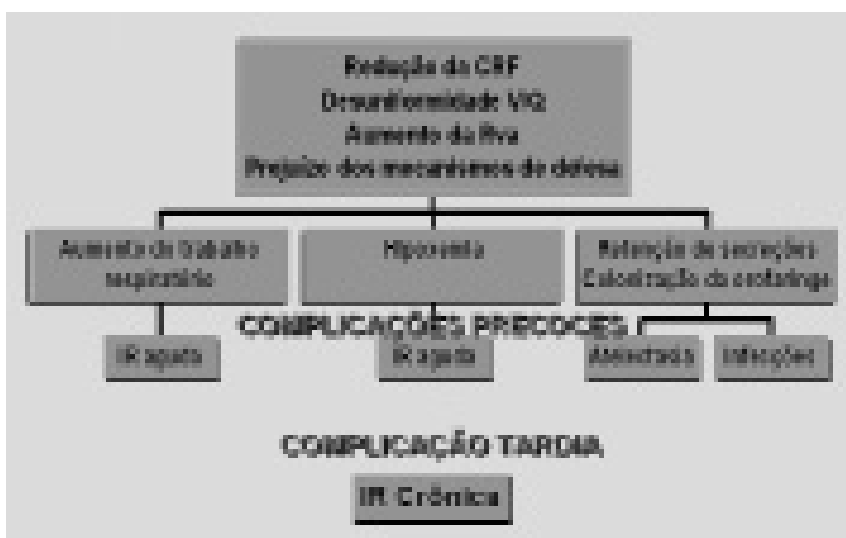 Redução da CRF
Desuniformidade V/Q
Aumento da Rva
Prejuízo dos mecanismos de defesa
Aumento do trabalho
respiratório
Hipoxemia
Retenção de secreções
Colonização da orofaringe
COMPLICAÇÕES PRECOCES
IR aguda
IR aguda
Atelectasia
Infecções
COMPLICAÇÃO TARDIA
IR Crônica